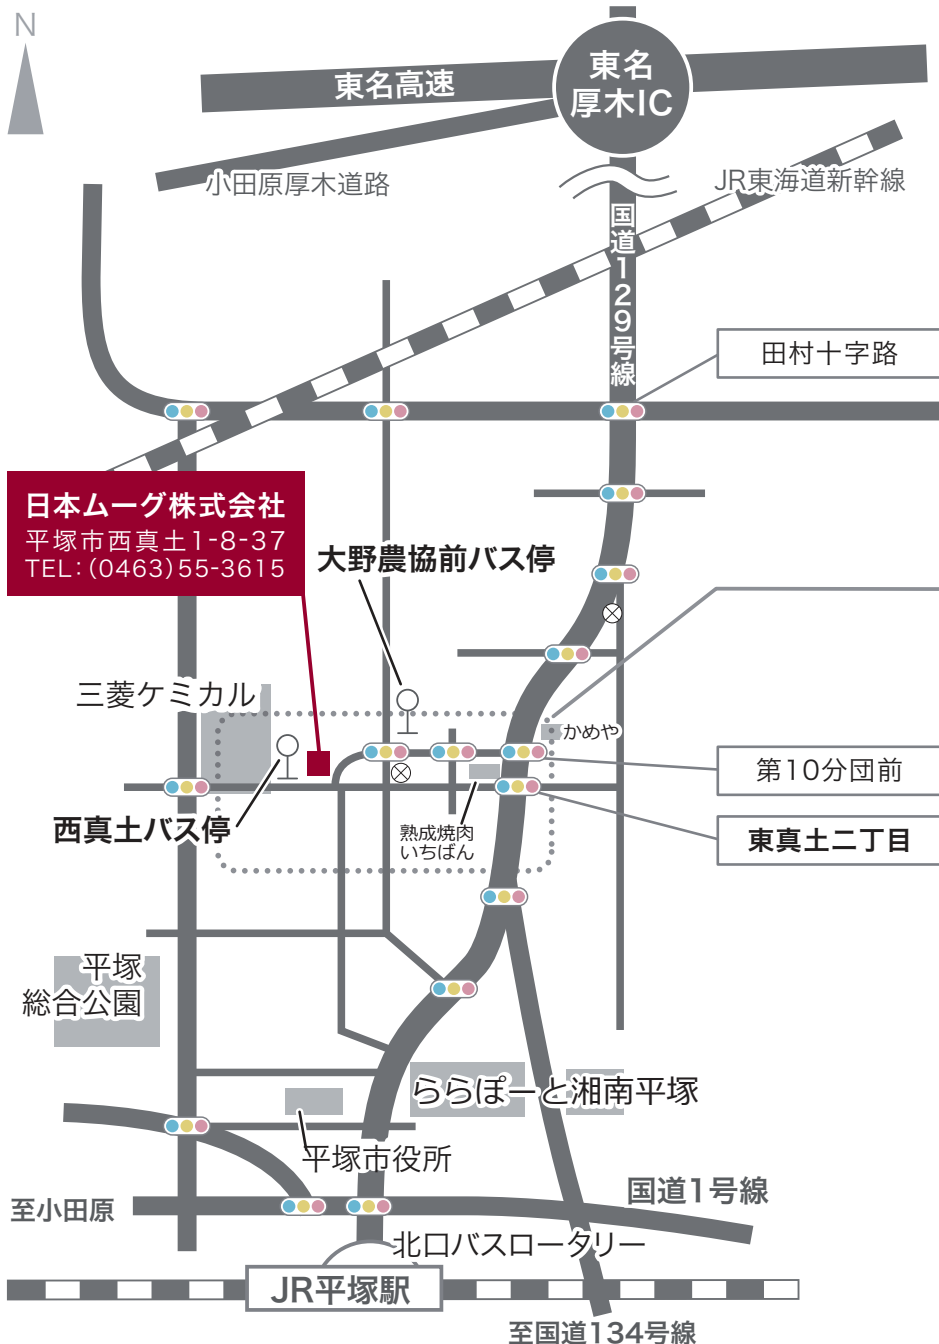 N
東名高速
東名
厚木IC
小田原厚木道路
JR東海道新幹線
国道129号線
田村十字路
日本ムーグ株式会社
平塚市西真土1-8-37
TEL:(0463)55-3615
大野農協前バス停
三菱ケミカル
かめや
第10分団前
西真土バス停
熟成焼肉
いちばん
東真土二丁目
平塚
総合公園
ららぽーと湘南平塚
平塚市役所
国道1号線
至小田原
北口バスロータリー
JR平塚駅
至国道134号線